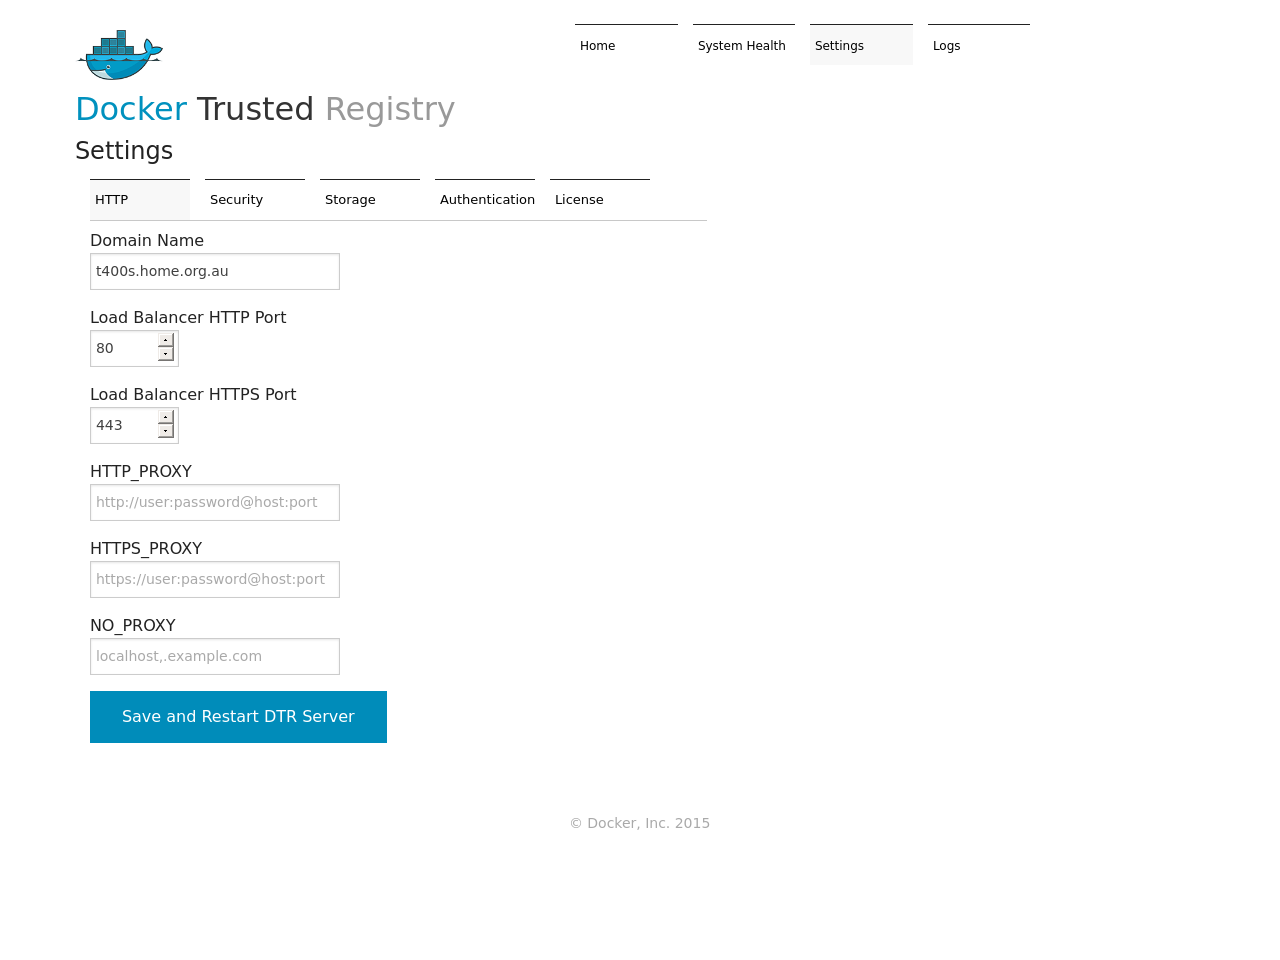 Home System Health Settings Logs
Docker Trusted Registry
Settings
HTTP Security Storage Authentication License
Domain Name
t400s.home.org.au
Load Balancer HTTP Port
80
Load Balancer HTTPS Port
443
HTTP_PROXY
http://user:password@host:port
HTTPS_PROXY
https://user:password@host:port
NO_PROXY
localhost,.example.com
Save and Restart DTR Server
© Docker, Inc. 2015